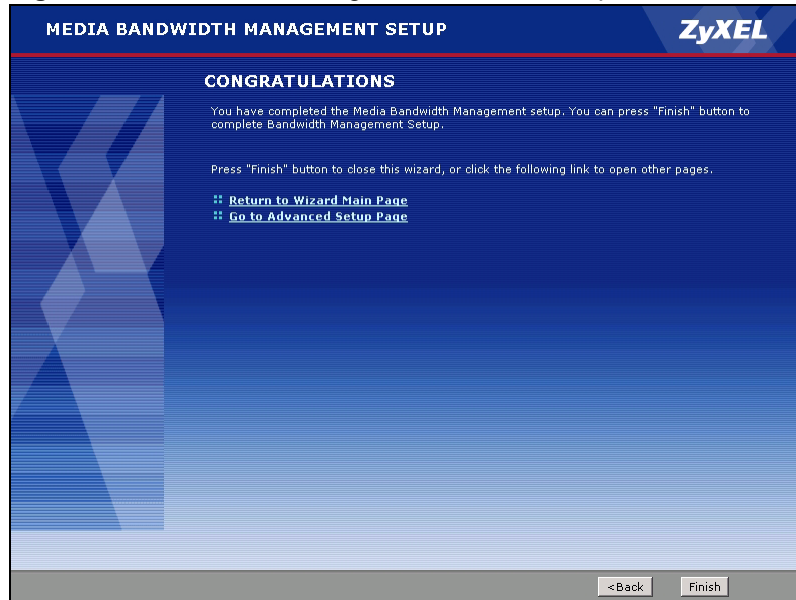 MEDIA BANDWIDTH MANAGEMENT SETUP
ZyXEL
CONGRATULATIONS
You have completed the Media Bandwidth Management setup. You can press "Finish" button to
complete Bandwidth Management Setup.
Press "Finish" button to close this wizard, or click the following link to open other pages.
Return to Wizard Main Page
Go to Advanced Setup Page
<Back
Finish